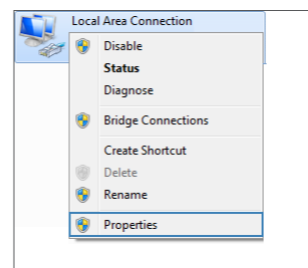 Local Area Connection
Disable
Status
Diagnose
Bridge Connections
Create Shortcut
Delete
Rename
Properties